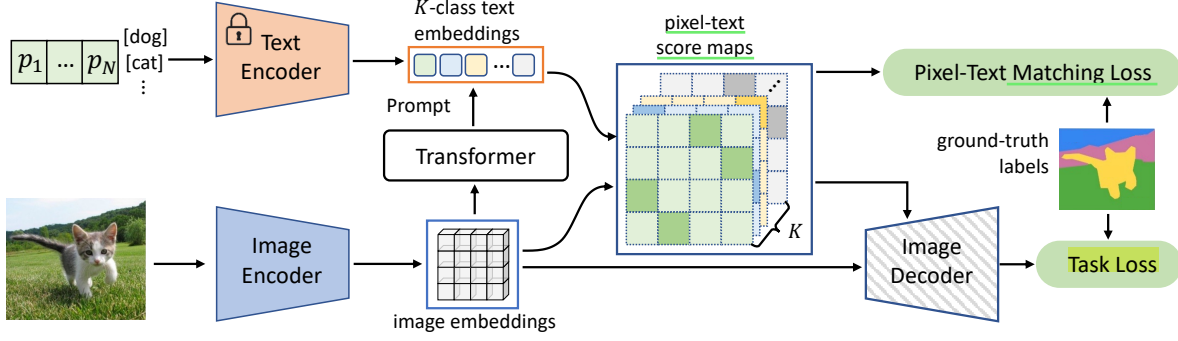 p₁ ... p_N
[dog]
[cat]
⋮
Text
Encoder
K-class text
embeddings
...
pixel-text
score maps
Pixel-Text Matching Loss
Prompt
Transformer
ground-truth
labels
Image
Encoder
K
Image
Decoder
Task Loss
image embeddings